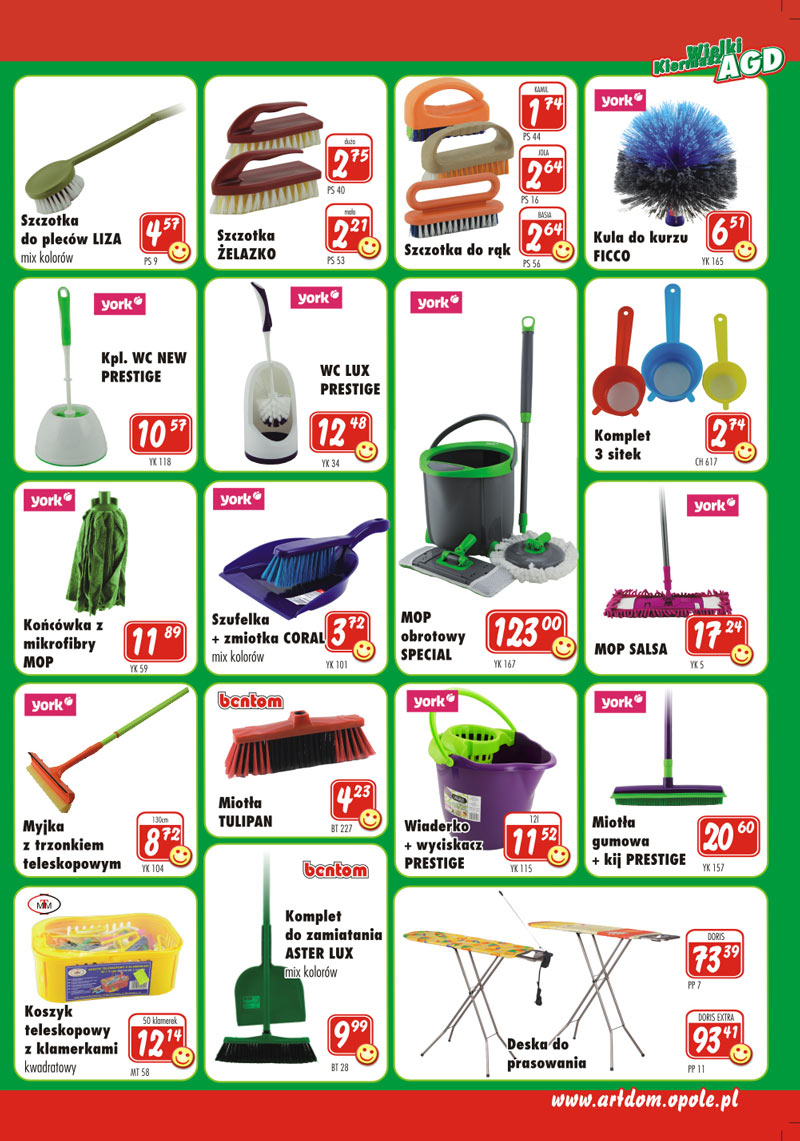 Wielki
Kiermasz AGD
Szczotka
do pleców LIZA
mix kolorów
4.57
PS 9
duża
2.75
PS 40
mała
2.21
PS 53
Szczotka
ŻELAZKO
KAMIL
1.74
PS 44
JOLA
2.64
PS 16
BASIA
2.64
PS 56
Szczotka do rąk
york
Kula do kurzu
FICCO
6.51
YK 165
york
Kpl. WC NEW
PRESTIGE
10.57
YK 118
york
WC LUX
PRESTIGE
12.48
YK 34
york
MOP
obrotowy
SPECIAL
123.00
YK 167
Komplet
3 sitek
2.74
CH 617
york
Końcówka z
mikrofibry
MOP
11.89
YK 59
york
Szufelka
+ zmiotka CORAL
mix kolorów
3.72
YK 101
york
MOP SALSA
17.24
YK 5
york
Myjka
z trzonkiem
teleskopowym
130cm
8.72
YK 104
bentom
Miotła
TULIPAN
4.23
BT 227
york
Wiaderko
+ wyciskacz
PRESTIGE
12l
11.52
YK 115
york
Miotła
gumowa
+ kij PRESTIGE
20.60
YK 157
MTM
Koszyk
teleskopowy
z klamerkami
kwadratowy
50 klamerek
12.14
MT 58
bentom
Komplet
do zamiatania
ASTER LUX
mix kolorów
9.99
BT 28
Deska do
prasowania
DORIS
73.39
PP 7
DORIS EXTRA
93.41
PP 11
www.artdom.opole.pl